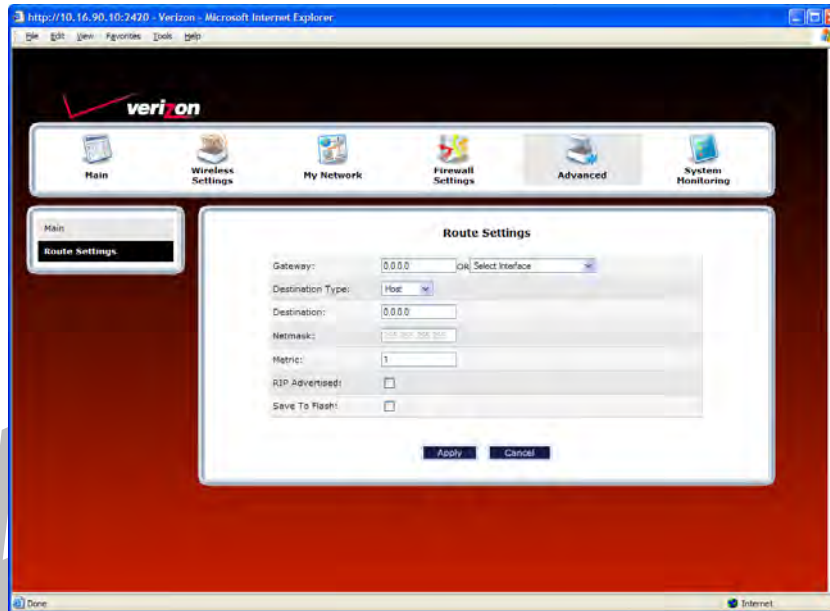 http://10.16.90.10:2420 - Verizon - Microsoft Internet Explorer
File Edit View Favorites Tools Help
verizon
Main
Wireless Settings
My Network
Firewall Settings
Advanced
System Monitoring
Main
Route Settings
Route Settings
Gateway: 0.0.0.0 OR Select Interface
Destination Type: Host
Destination: 0.0.0.0
Netmask: 255.255.255.255
Metric: 1
RIP Advertised:
Save To Flash:
Apply Cancel
Done Internet